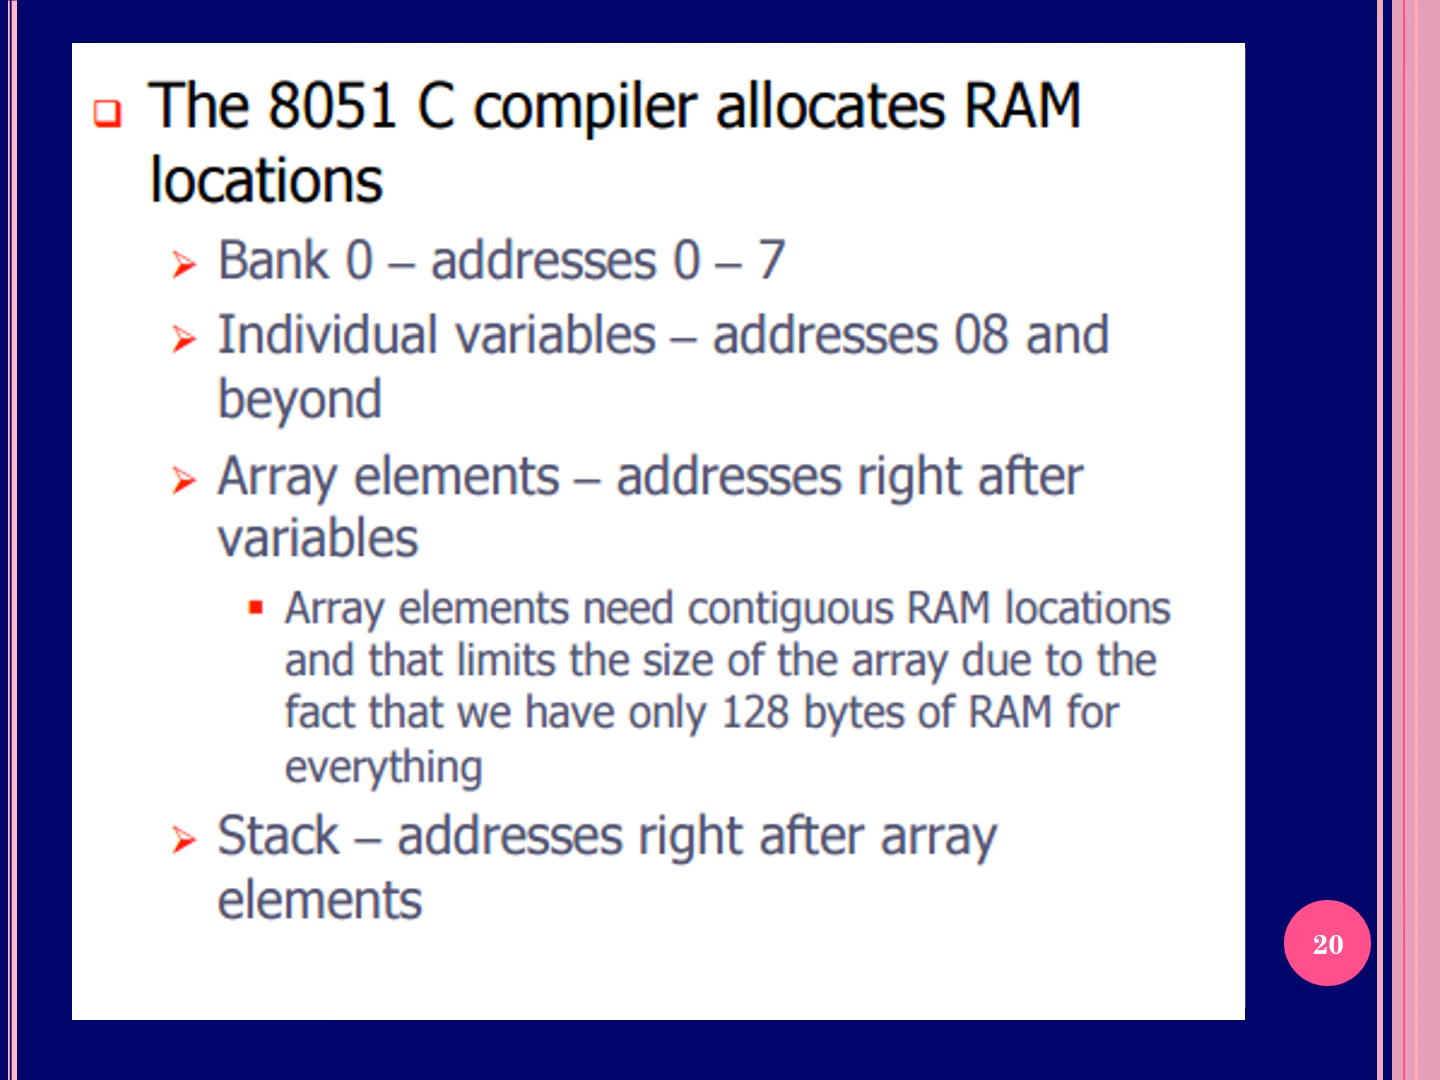 The 8051 C compiler allocates RAM
locations
Bank 0 – addresses 0 – 7
Individual variables – addresses 08 and
beyond
Array elements – addresses right after
variables
Array elements need contiguous RAM locations
and that limits the size of the array due to the
fact that we have only 128 bytes of RAM for
everything
Stack – addresses right after array
elements
20